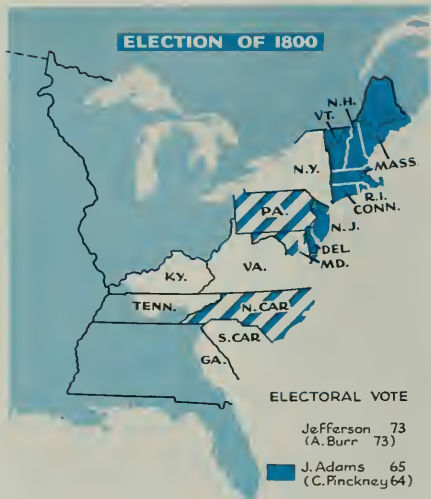 ELECTION OF 1800
N.H.
VT.
N.Y.
MASS.
R.I.
CONN.
PA.
N.J.
DEL.
MD.
KY.
VA.
TENN.
N.CAR
S.CAR
GA.
ELECTORAL VOTE
Jefferson 73
(A.Burr 73)
J.Adams 65
(C.Pinckney 64)